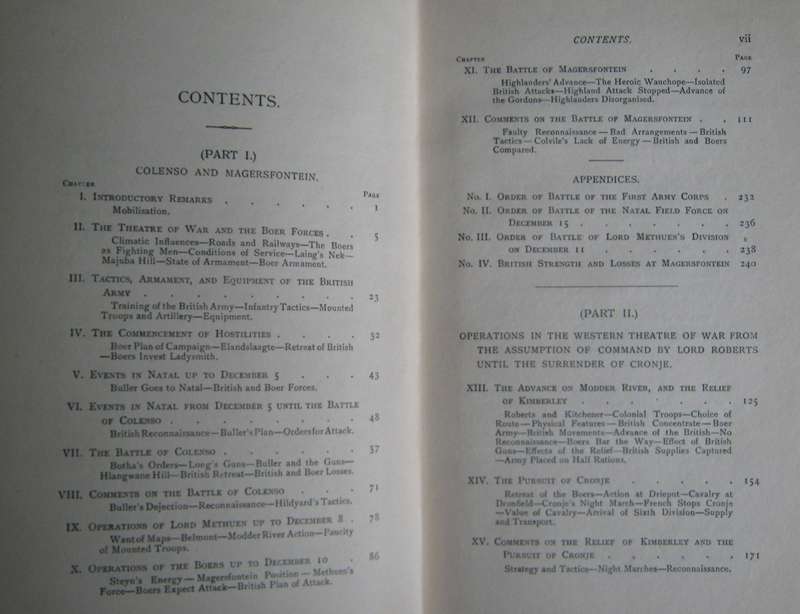 CONTENTS.
(PART I.)
COLENSO AND MAGERSFONTEIN.
CHAPTER PAGE
I. INTRODUCTORY REMARKS . . . . . 1
Mobilization.
II. THE THEATRE OF WAR AND THE BOER FORCES . . 5
Climatic Influences—Roads and Railways—The Boers
as Fighting Men—Conditions of Service—Laing's Nek—
Majuba Hill—State of Armament—Boer Armament.
III. TACTICS, ARMAMENT, AND EQUIPMENT OF THE BRITISH
ARMY . . . . . . . . . 23
Training of the British Army—Infantry Tactics—Mounted
Troops and Artillery—Equipment.
IV. THE COMMENCEMENT OF HOSTILITIES . . . . 32
Boer Plan of Campaign—Elandslaagte—Retreat of British
—Boers Invest Ladysmith.
V. EVENTS IN NATAL UP TO DECEMBER 5 . . . 43
Buller Goes to Natal—British and Boer Forces.
VI. EVENTS IN NATAL FROM DECEMBER 5 UNTIL THE BATTLE
OF COLENSO . . . . . . . . 48
British Reconnaissance—Buller's Plan—Orders for Attack.
VII. THE BATTLE OF COLENSO . . . . . . 57
Botha's Orders—Long's Guns—Buller and the Guns—
Hlangwane Hill—British Retreat—British and Boer Losses.
VIII. COMMENTS ON THE BATTLE OF COLENSO . . . 71
Buller's Dejection—Reconnaissance—Hildyard's Tactics.
IX. OPERATIONS OF LORD METHUEN UP TO DECEMBER 8 . 78
Want of Maps—Belmont—Modder River Action—Paucity
of Mounted Troops.
X. OPERATIONS OF THE BOERS UP TO DECEMBER 10 . 86
Steyn's Energy—Magersfontein Position—Methuen's
Force—Boers Expect Attack—British Plan of Attack.
CONTENTS. vii
CHAPTER PAGE
XI. THE BATTLE OF MAGERSFONTEIN . . . . 97
Highlanders' Advance—The Heroic Wauchope—Isolated
British Attacks—Highland Attack Stopped—Advance of
the Gordons—Highlanders Disorganised.
XII. COMMENTS ON THE BATTLE OF MAGERSFONTEIN . . 111
Faulty Reconnaissance—Bad Arrangements—British
Tactics—Colvile's Lack of Energy—British and Boers
Compared.
APPENDICES.
No. I. ORDER OF BATTLE OF THE FIRST ARMY CORPS . 232
No. II. ORDER OF BATTLE OF THE NATAL FIELD FORCE ON
DECEMBER 15 . . . . . . . 236
No. III. ORDER OF BATTLE OF LORD METHUEN'S DIVISION
ON DECEMBER 11 . . . . . . 238
No. IV. BRITISH STRENGTH AND LOSSES AT MAGERSFONTEIN 240
(PART II.)
OPERATIONS IN THE WESTERN THEATRE OF WAR FROM
THE ASSUMPTION OF COMMAND BY LORD ROBERTS
UNTIL THE SURRENDER OF CRONJE.
XIII. THE ADVANCE ON MODDER RIVER, AND THE RELIEF
OF KIMBERLEY . . . . . . . 125
Roberts and Kitchener—Colonial Troops—Choice of
Route—Physical Features—British Concentrate—Boer
Army—British Movements—Advance of the British—No
Reconnaissance—Boers Bar the Way—Effect of British
Guns—Effects of the Relief—British Supplies Captured
—Army Placed on Half Rations.
XIV. THE PURSUIT OF CRONJE . . . . . 154
Retreat of the Boers—Action at Drieput—Cavalry at
Dronfield—Cronje's Night March—French Stops Cronje
—Value of Cavalry—Arrival of Sixth Division—Supply
and Transport.
XV. COMMENTS ON THE RELIEF OF KIMBERLEY AND THE
PURSUIT OF CRONJE . . . . . . 171
Strategy and Tactics—Night Marches—Reconnaissance.